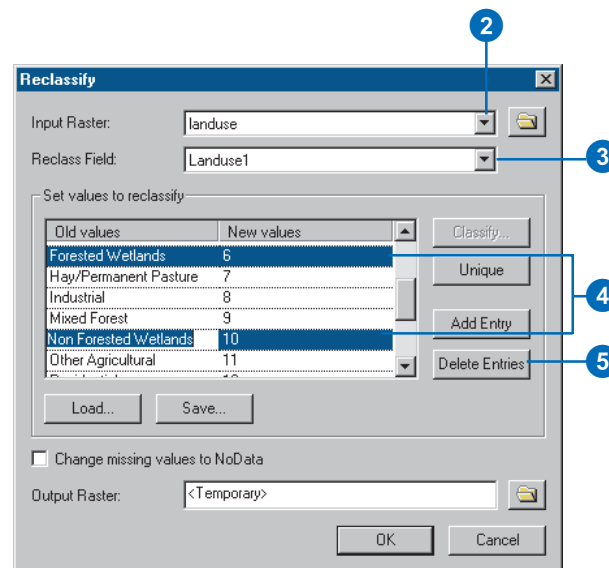 2
Reclassify
Input Raster: landuse
3
Reclass Field: Landuse1
Set values to reclassify
Old values New values Classify...
Forested Wetlands 6
Hay/Permanent Pasture 7 Unique
Industrial 8
4
Mixed Forest 9
Add Entry
Non Forested Wetlands 10
Other Agricultural 11 Delete Entries 5
Load... Save...
Change missing values to NoData
Output Raster: <Temporary>
OK Cancel